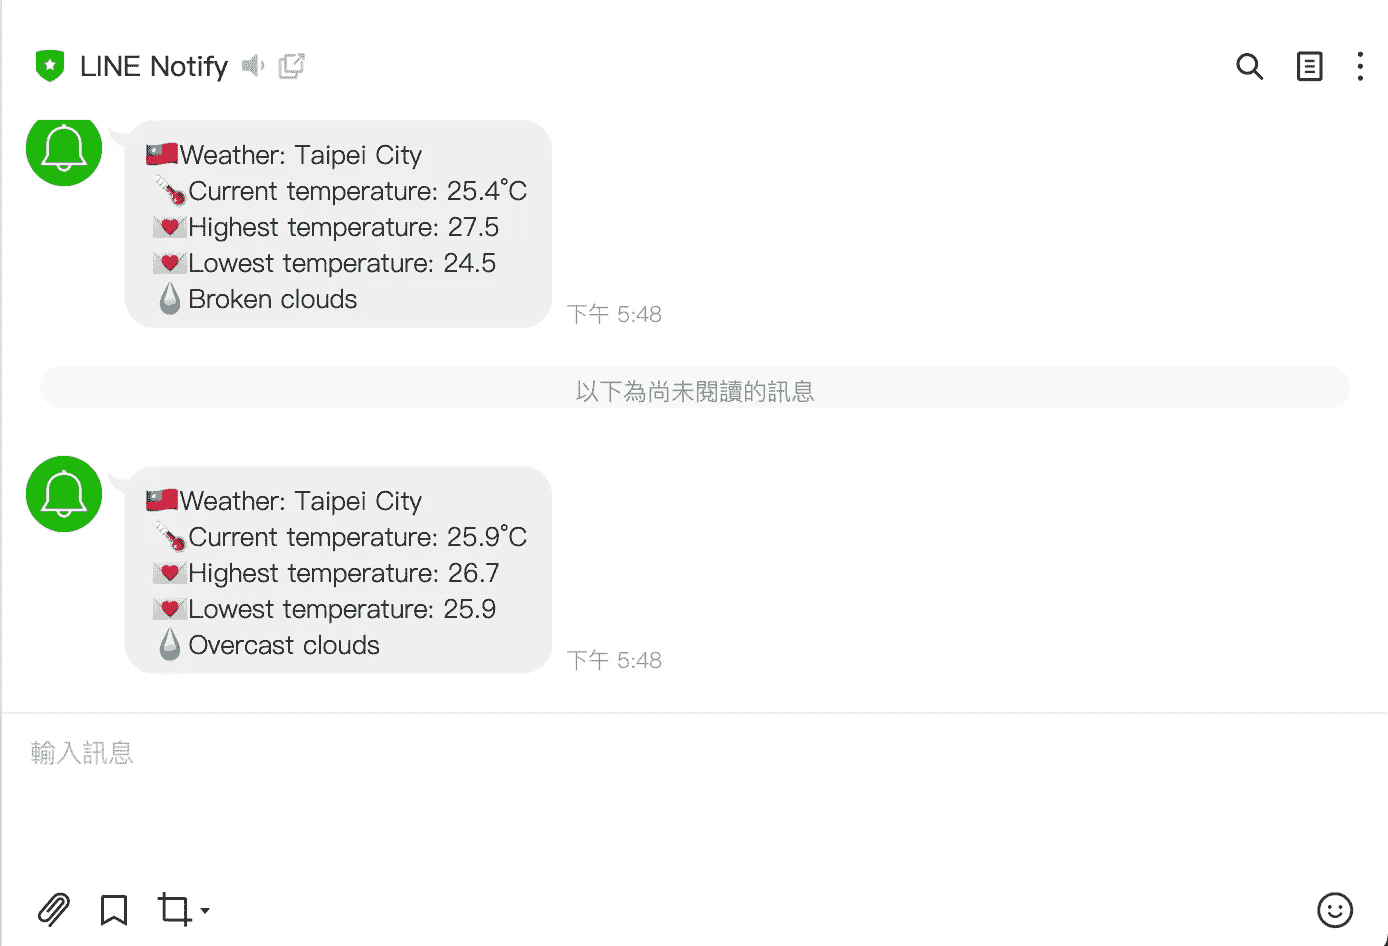 LINE Notify
Weather: Taipei City
Current temperature: 25.4°C
Highest temperature: 27.5
Lowest temperature: 24.5
Broken clouds
下午 5:48
以下為尚未閱讀的訊息
Weather: Taipei City
Current temperature: 25.9°C
Highest temperature: 26.7
Lowest temperature: 25.9
Overcast clouds
下午 5:48
輸入訊息